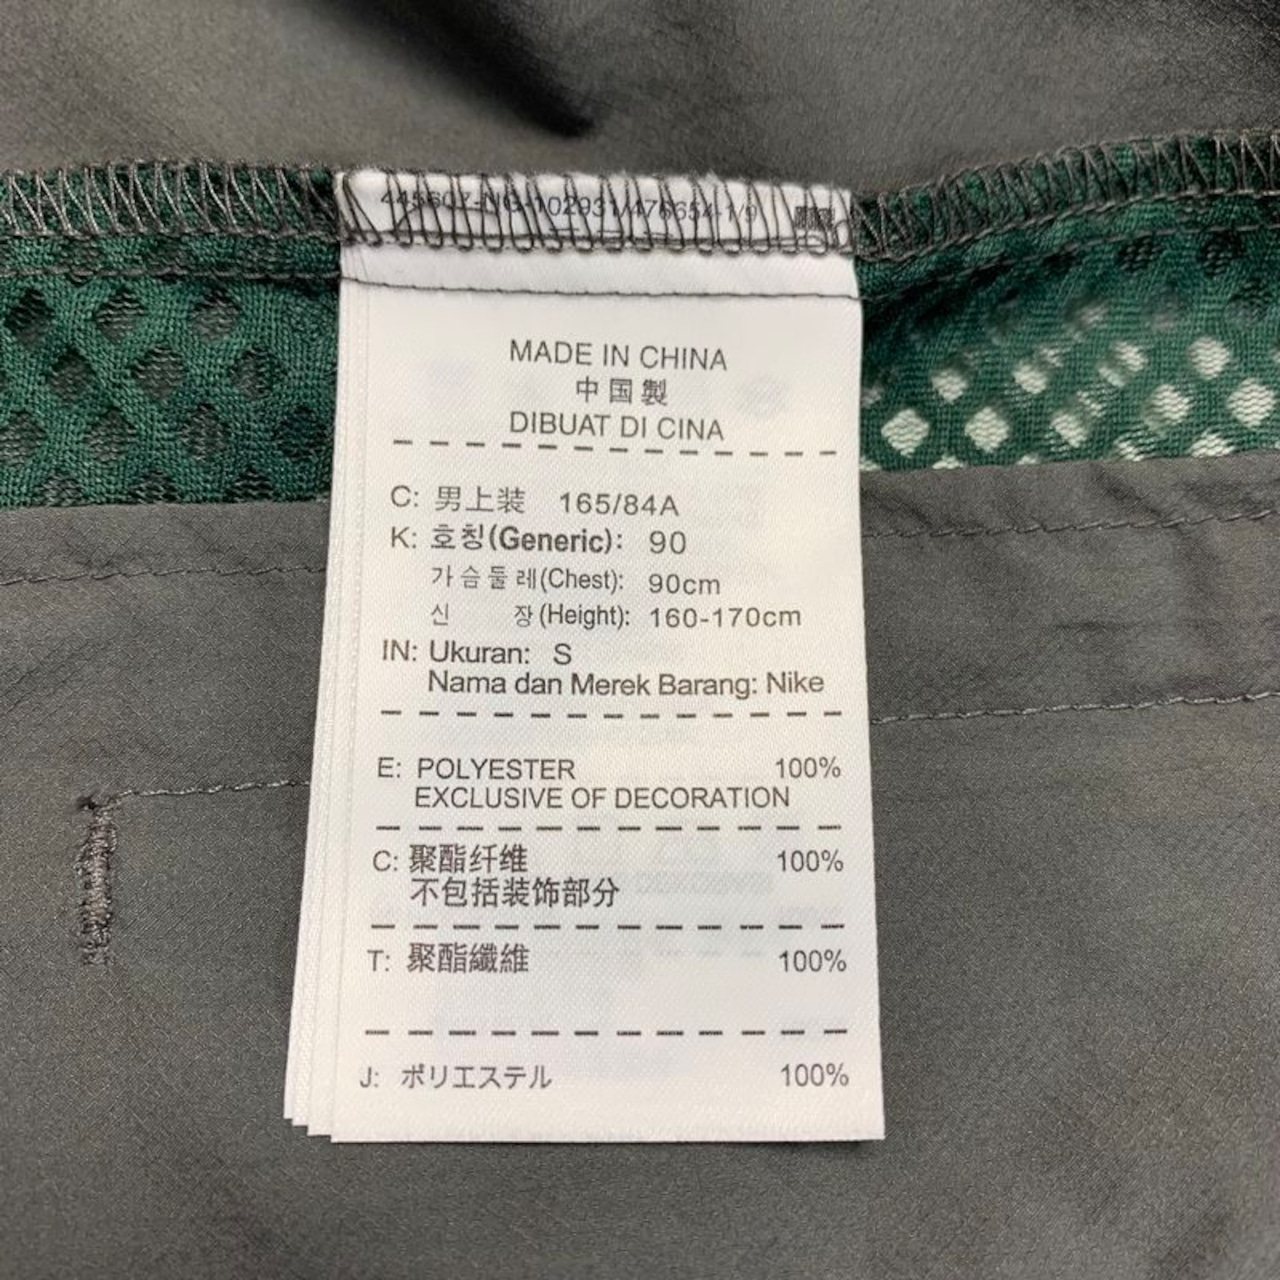 MADE IN CHINA
中国製
DIBUAT DI CINA
C: 男上装 165/84A
K: 호칭(Generic): 90
가슴둘레(Chest): 90cm
신 장(Height): 160-170cm
IN: Ukuran: S
Nama dan Merek Barang: Nike
E: POLYESTER 100%
EXCLUSIVE OF DECORATION
C: 聚酯纤维 100%
不包括装饰部分
T: 聚酯纖維 100%
J: ポリエステル 100%